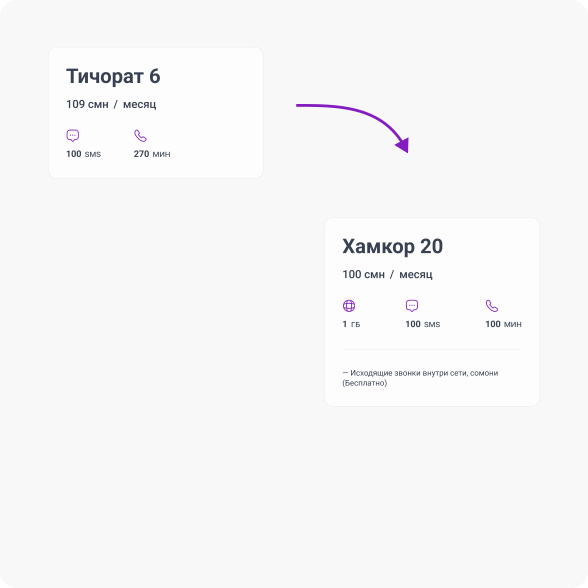 Тичорат 6
109 смн / месяц
100 SMS 270 мин
Хамкор 20
100 смн / месяц
1 ГБ 100 SMS 100 мин
— Исходящие звонки внутри сети, сомони
(Бесплатно)